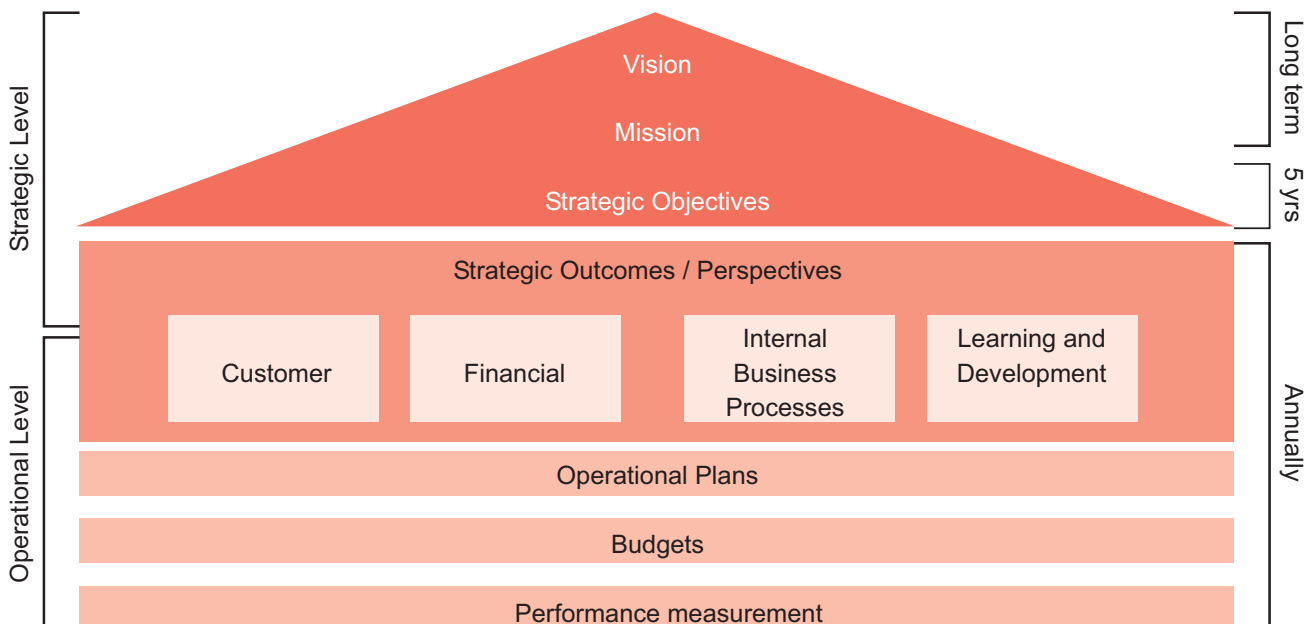 Vision
Mission
Strategic Objectives
Strategic Outcomes / Perspectives
Customer
Financial
Internal
Business
Processes
Learning and
Development
Operational Plans
Budgets
Performance measurement
Strategic Level
Operational Level
Long term
5 yrs
Annually